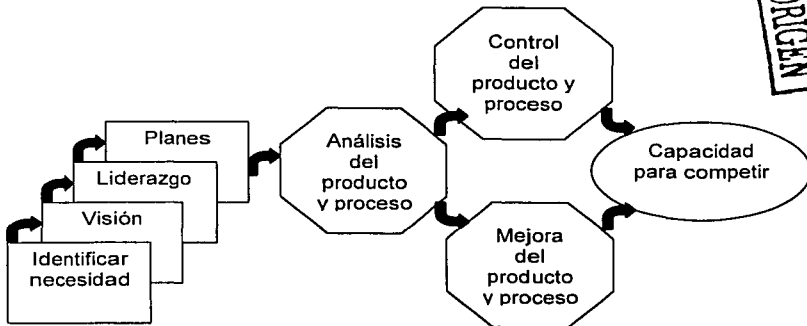 ORIGEN
Control
del
producto y
proceso
Planes
Análisis
del
producto
y proceso
Liderazgo
Capacidad
para competir
Visión
Identificar
necesidad
Mejora
del
producto
y proceso